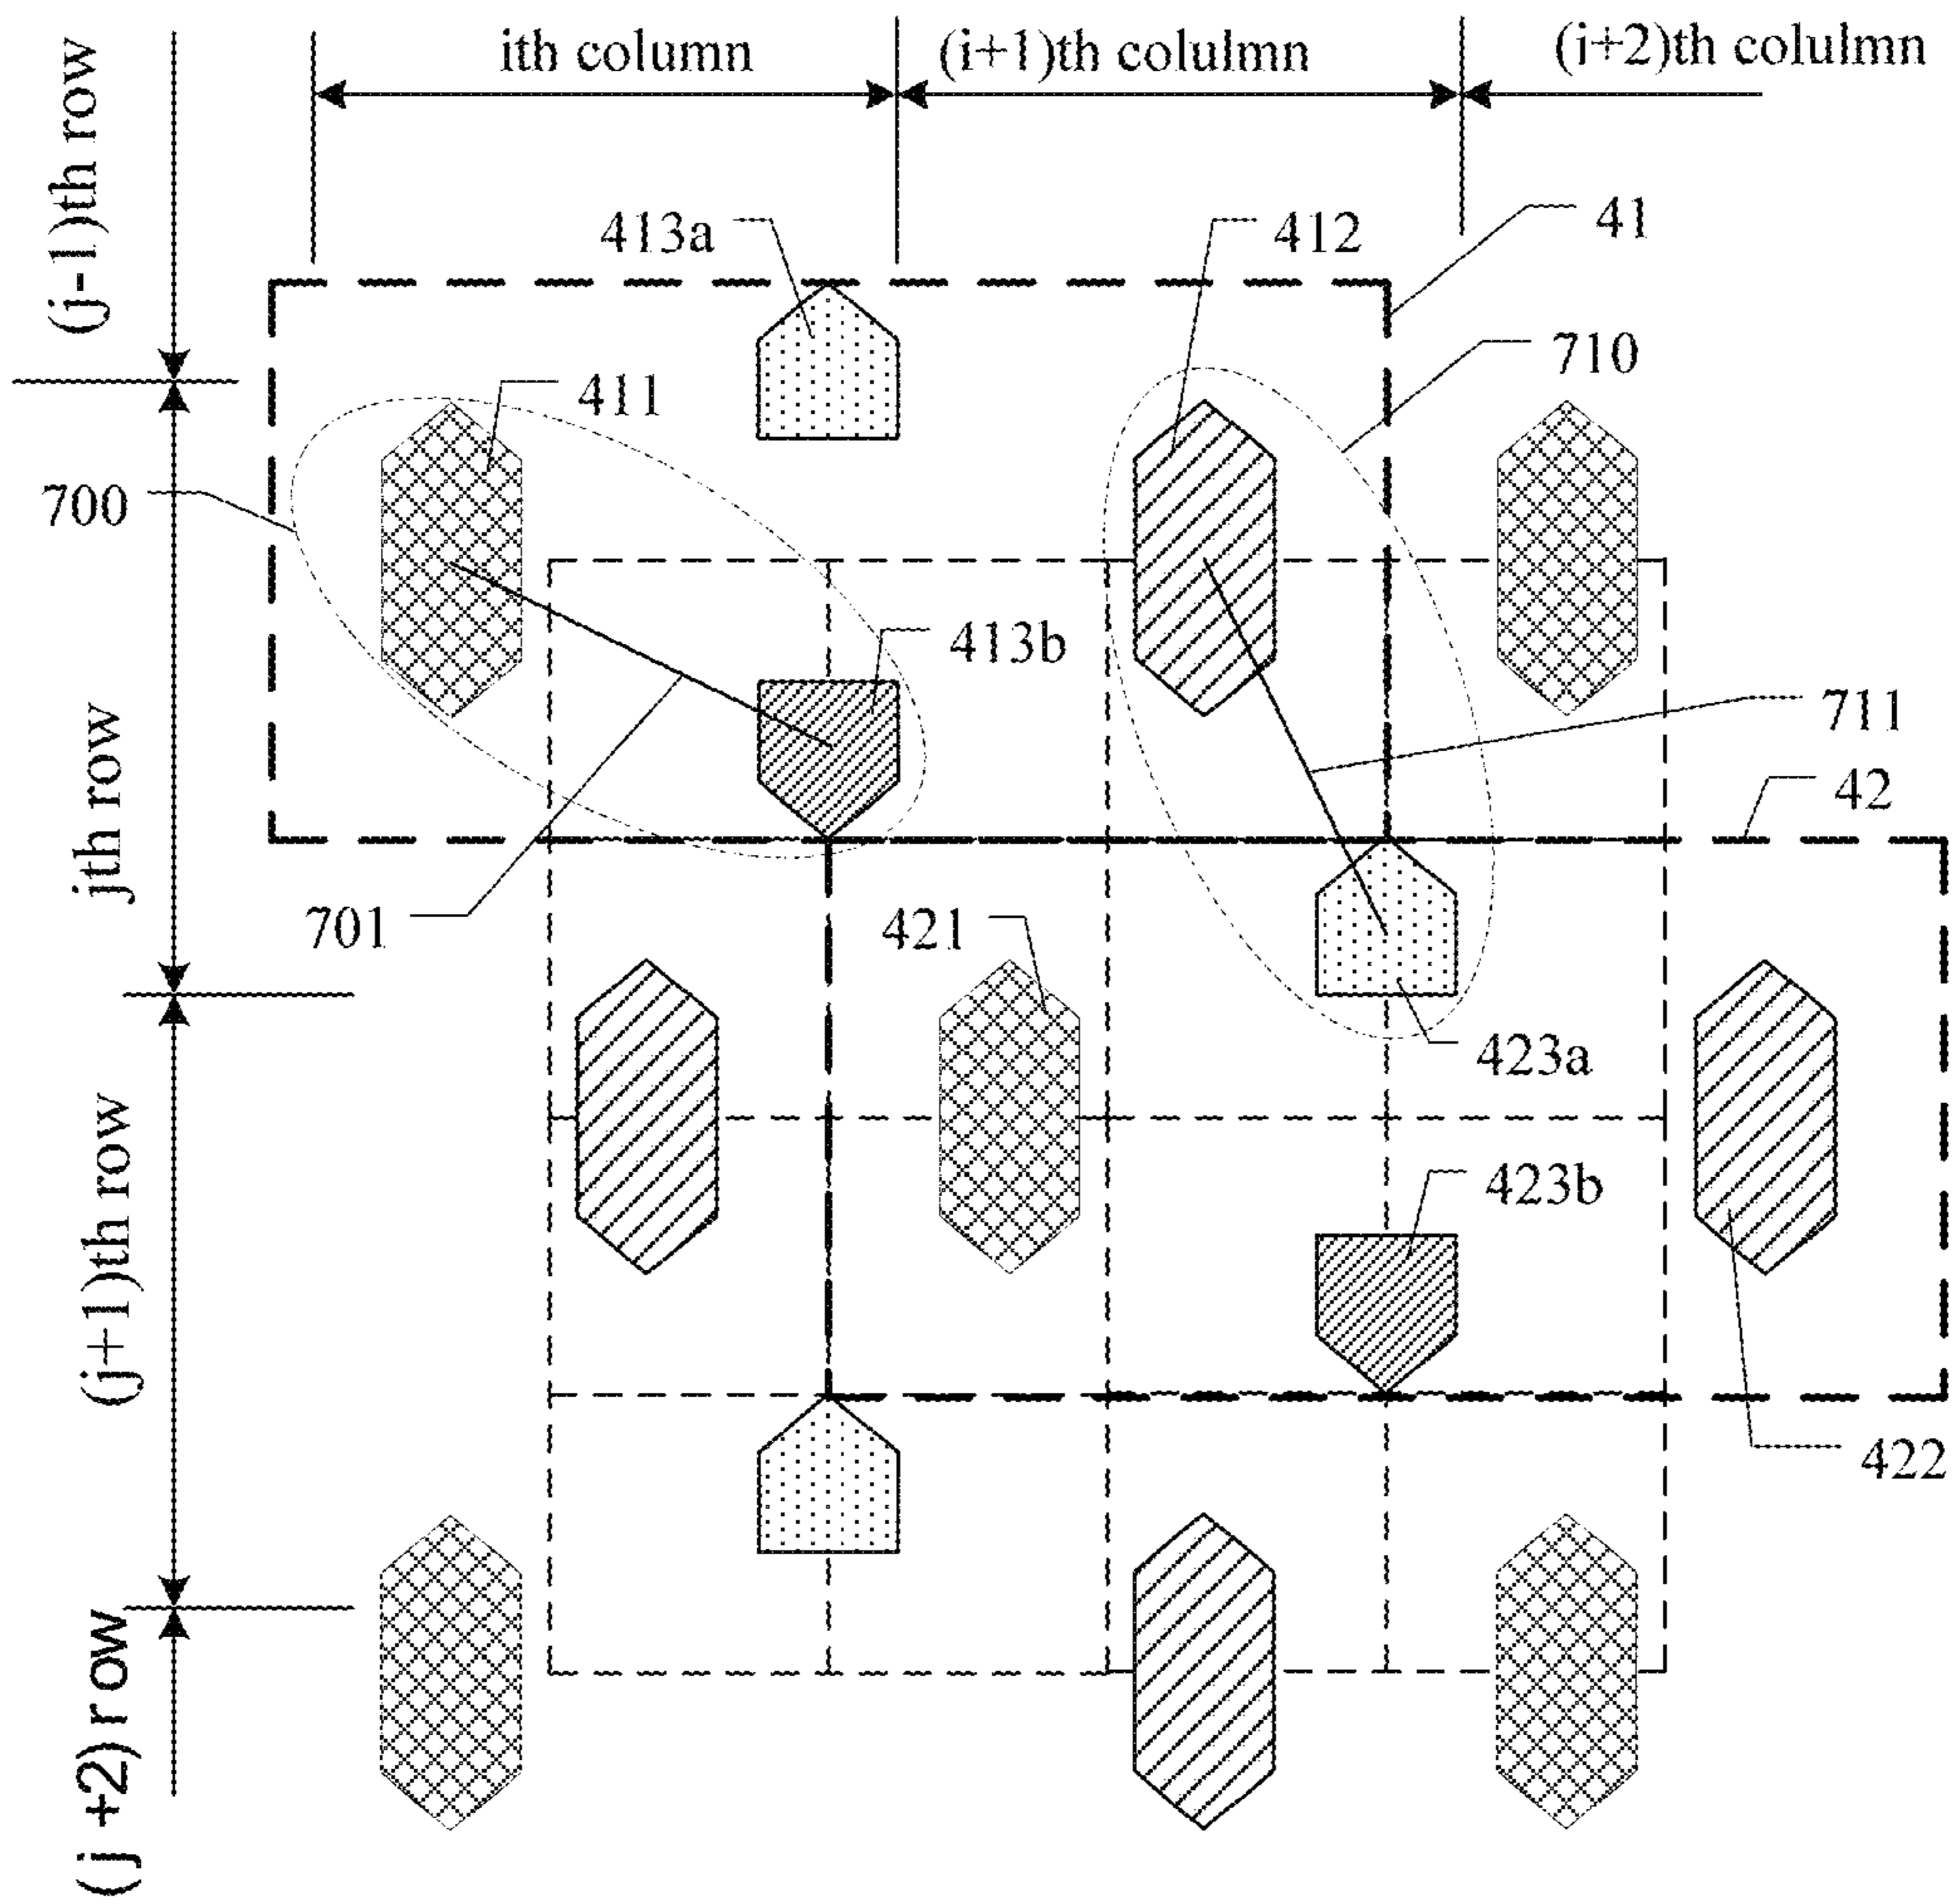 ith column
(i+1)th colulmn
(i+2)th colulmn
(j-1)th row
jth row
(j+1)th row
(j +2) row
413a
412
41
710
411
700
413b
711
42
701
421
423a
423b
422